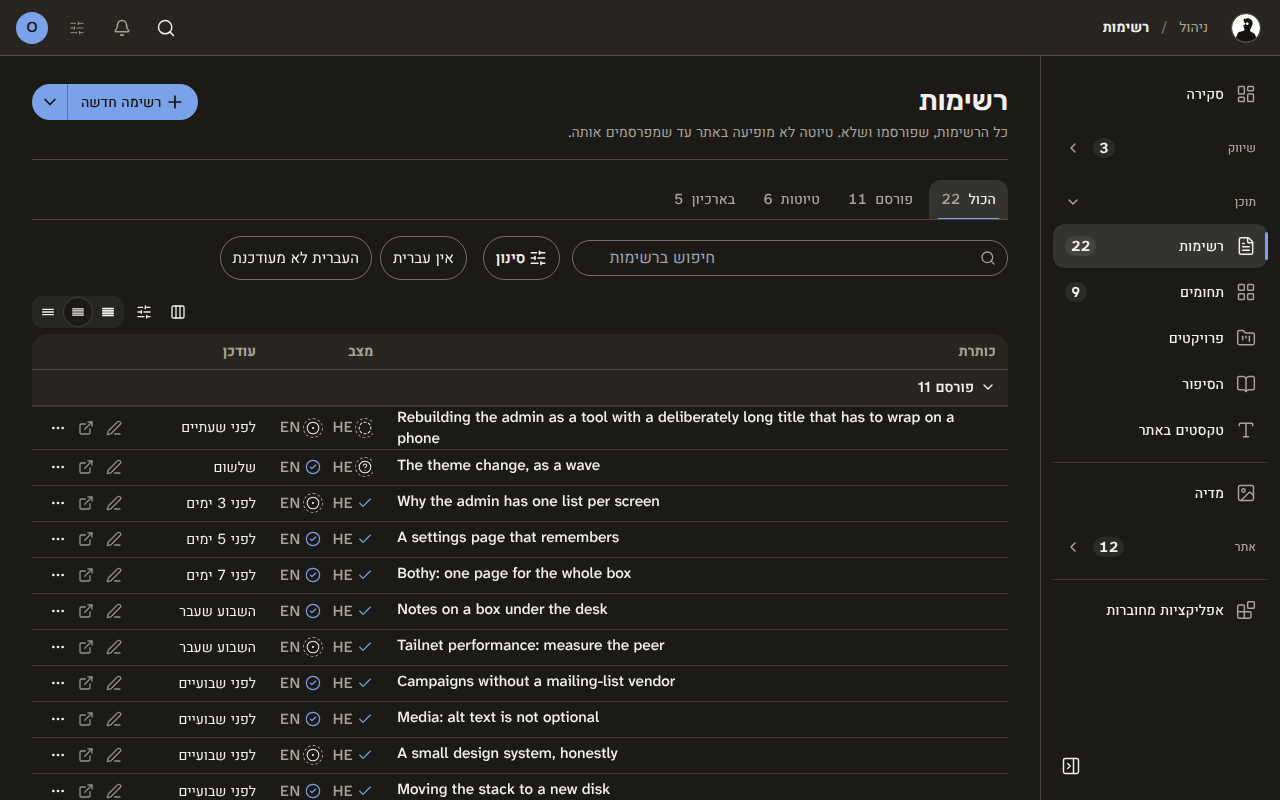 ניהול / רשימות
O
סקירה
שיווק 3
תוכן
רשימות 22
תחומים 9
פרויקטים
הסיפור
טקסטים באתר
מדיה
אתר 12
אפליקציות מחוברות
רשימות
רשימה חדשה
כל הרשימות, שפורסמו ושלא. טיוטה לא מופיעה באתר עד שמפרסמים אותה.
הכול 22 פורסם 11 טיוטות 6 בארכיון 5
חיפוש ברשימות סינון אין עברית העברית לא מעודכנת
כותרת מצב עודכן
פורסם 11
Rebuilding the admin as a tool with a deliberately long title that has to wrap on a
phone HE EN לפני שעתיים
The theme change, as a wave HE EN שלשום
Why the admin has one list per screen HE EN לפני 3 ימים
A settings page that remembers HE EN לפני 5 ימים
Bothy: one page for the whole box HE EN לפני 7 ימים
Notes on a box under the desk HE EN השבוע שעבר
Tailnet performance: measure the peer HE EN השבוע שעבר
Campaigns without a mailing-list vendor HE EN לפני שבועיים
Media: alt text is not optional HE EN לפני שבועיים
A small design system, honestly HE EN לפני שבועיים
Moving the stack to a new disk HE EN לפני שבועיים